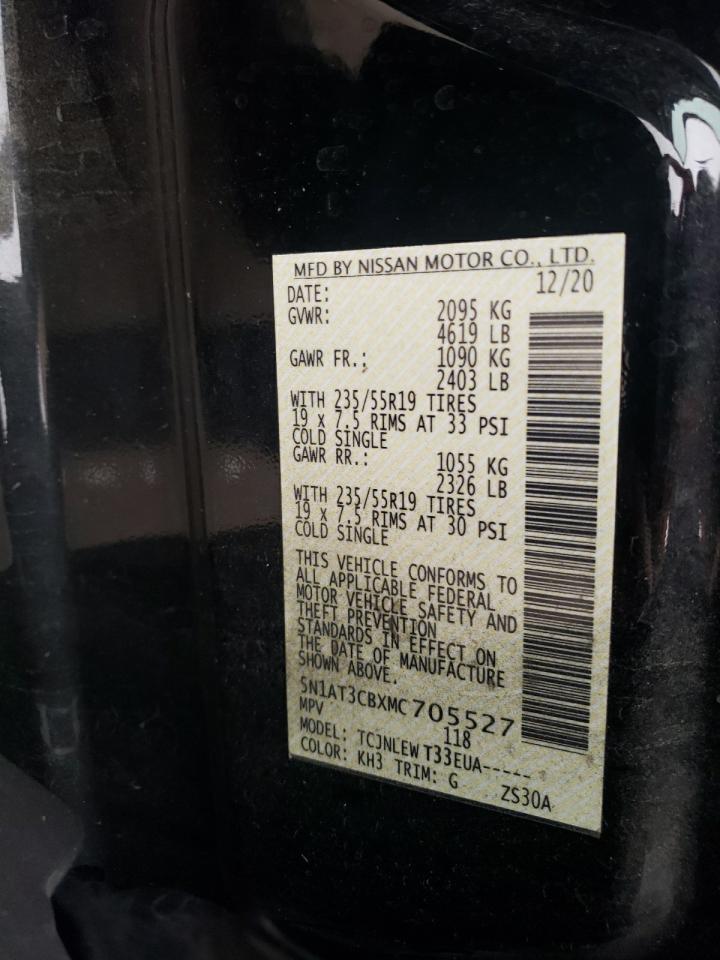 MFD BY NISSAN MOTOR CO., LTD.
DATE: 12/20
GVWR: 2095 KG
4619 LB
GAWR FR.: 1090 KG
2403 LB
WITH 235/55R19 TIRES
19 x 7.5 RIMS AT 33 PSI
COLD SINGLE
GAWR RR.: 1055 KG
2326 LB
WITH 235/55R19 TIRES
19 x 7.5 RIMS AT 30 PSI
COLD SINGLE
THIS VEHICLE CONFORMS TO
ALL APPLICABLE FEDERAL
MOTOR VEHICLE SAFETY AND
THEFT PREVENTION
STANDARDS IN EFFECT ON
THE DATE OF MANUFACTURE
SHOWN ABOVE.
5N1AT3CBXMC705527
MPV 118
MODEL: TCJNLEWT33EUA-----
COLOR: KH3 TRIM: G ZS30A